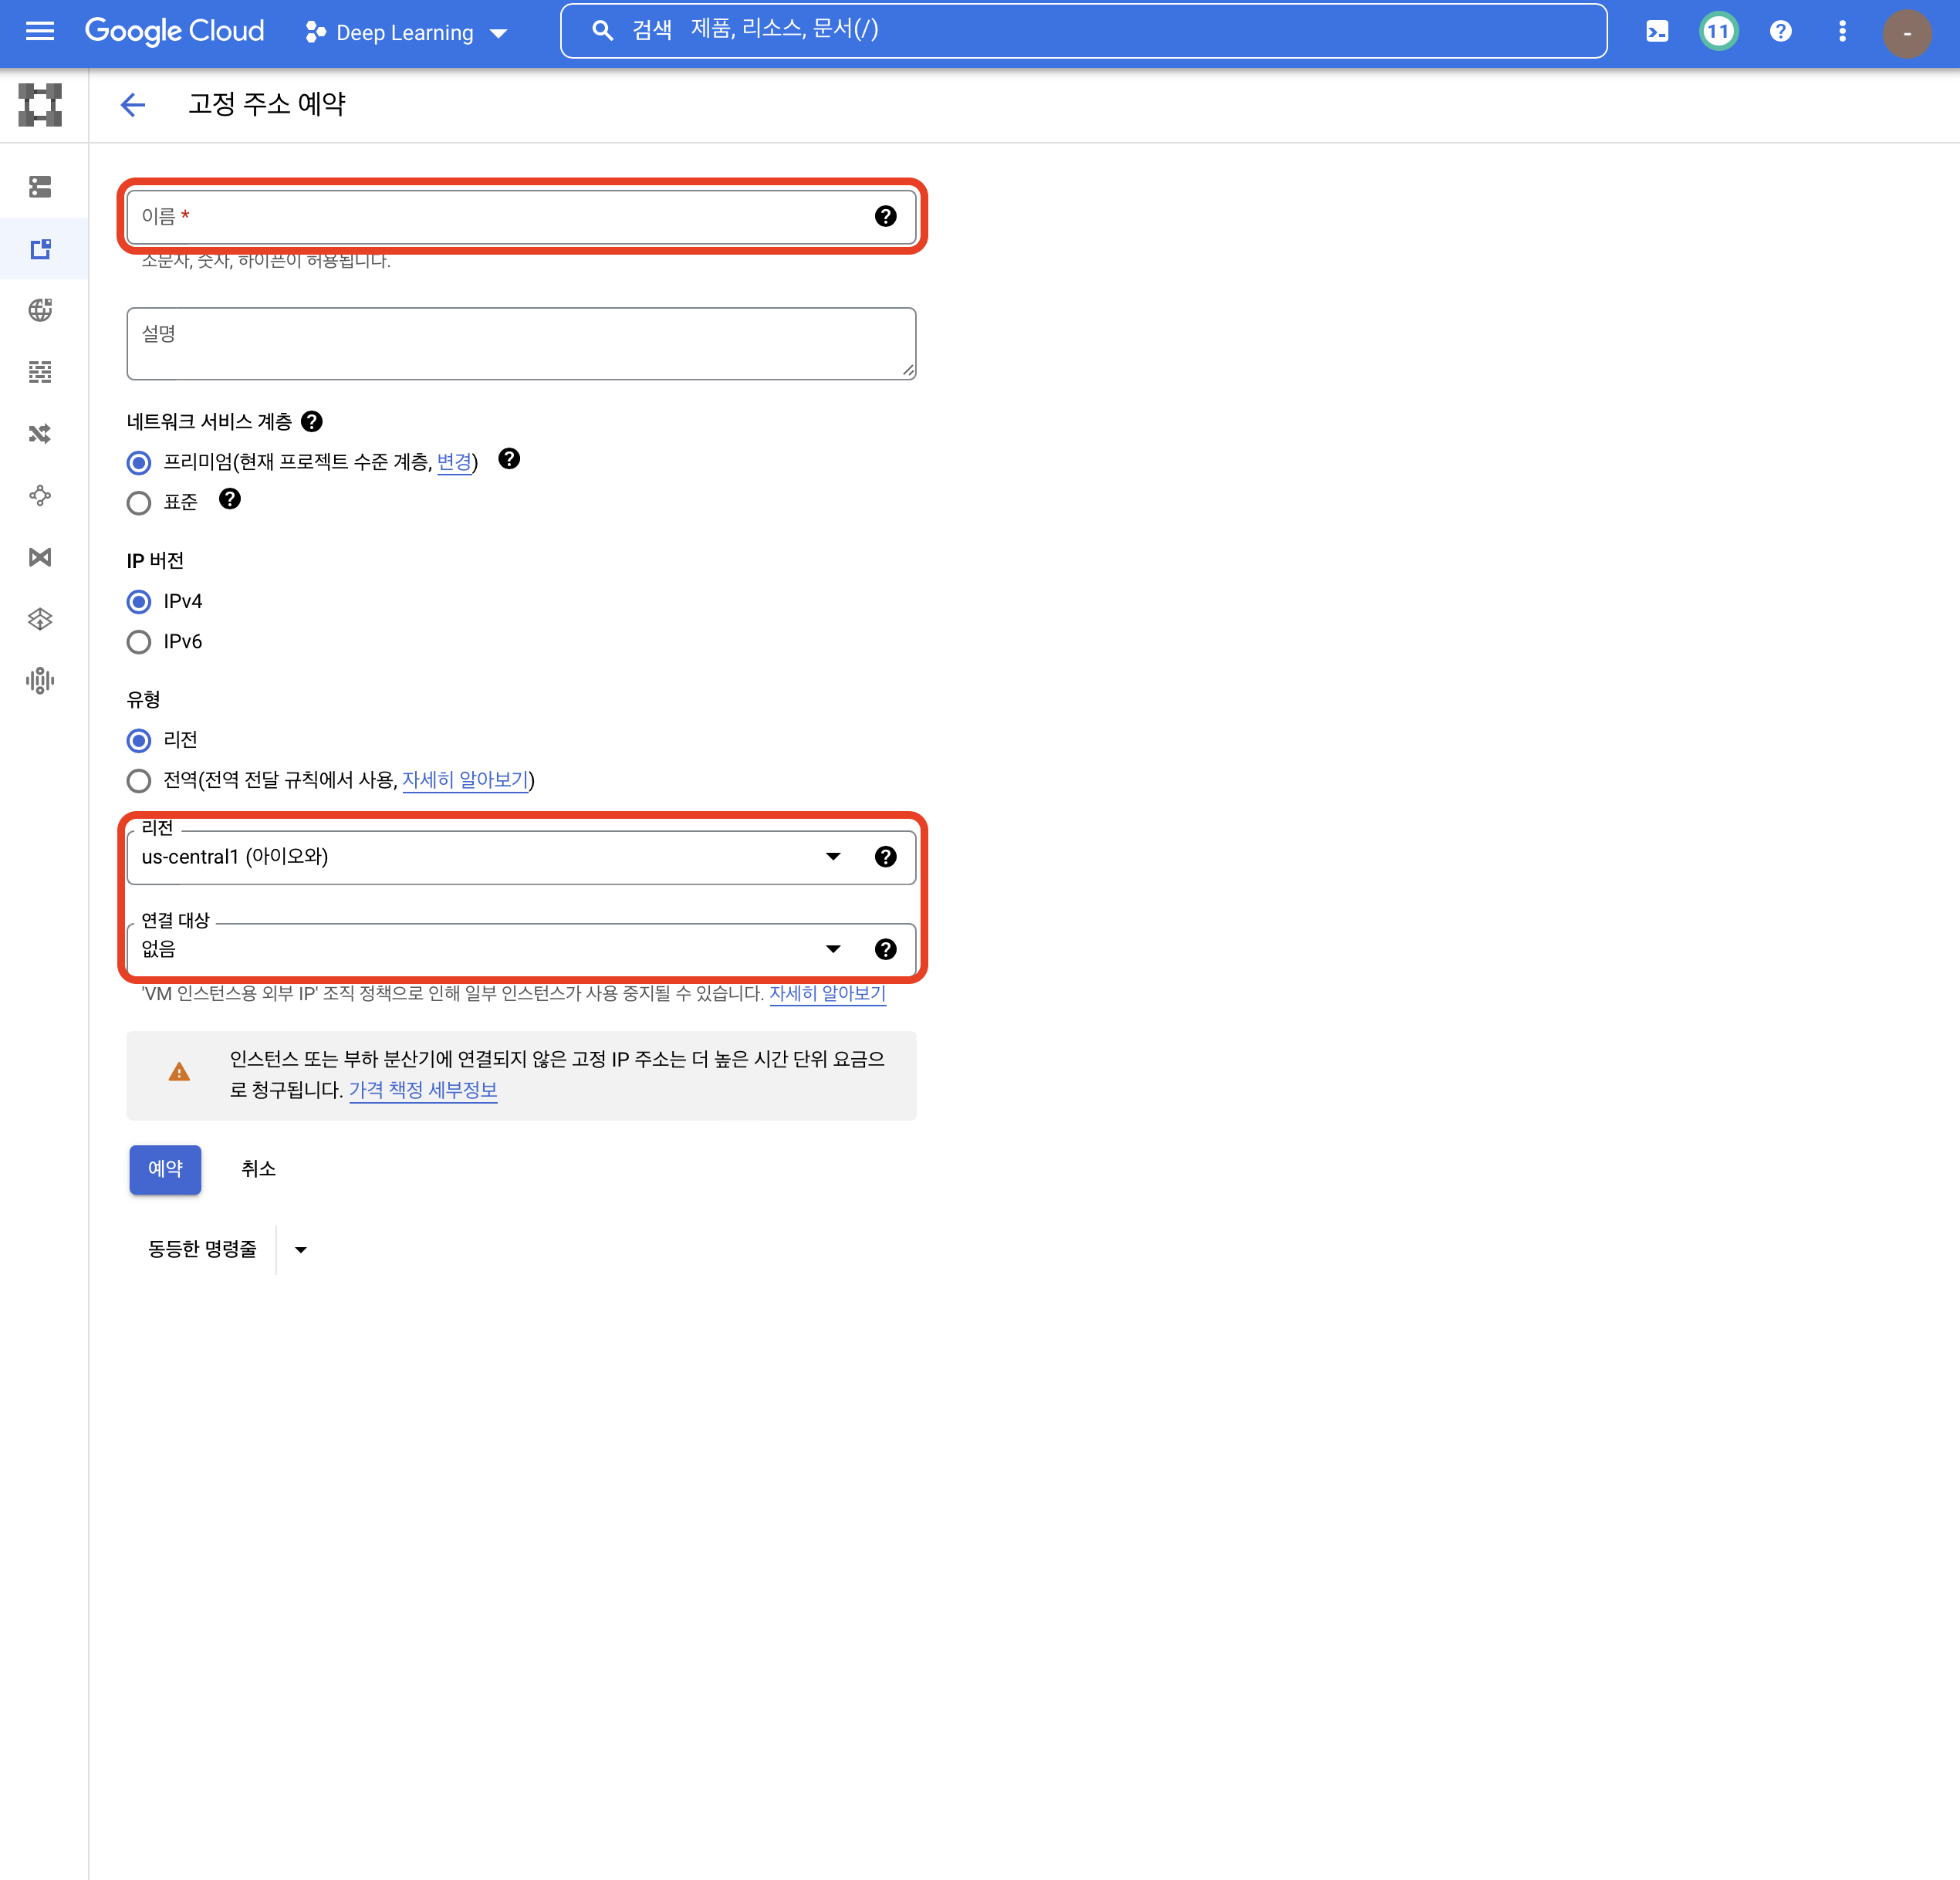 Google Cloud
Deep Learning
검색 제품, 리소스, 문서(/)
11
-
고정 주소 예약
이름 *
소문자, 숫자, 하이픈이 허용됩니다.
설명
네트워크 서비스 계층
프리미엄(현재 프로젝트 수준 계층, 변경)
표준
IP 버전
IPv4
IPv6
유형
리전
전역(전역 전달 규칙에서 사용, 자세히 알아보기)
리전
us-central1 (아이오와)
연결 대상
없음
'VM 인스턴스용 외부 IP' 조직 정책으로 인해 일부 인스턴스가 사용 중지될 수 있습니다. 자세히 알아보기
인스턴스 또는 부하 분산기에 연결되지 않은 고정 IP 주소는 더 높은 시간 단위 요금으
로 청구됩니다. 가격 책정 세부정보
예약 취소
동등한 명령줄